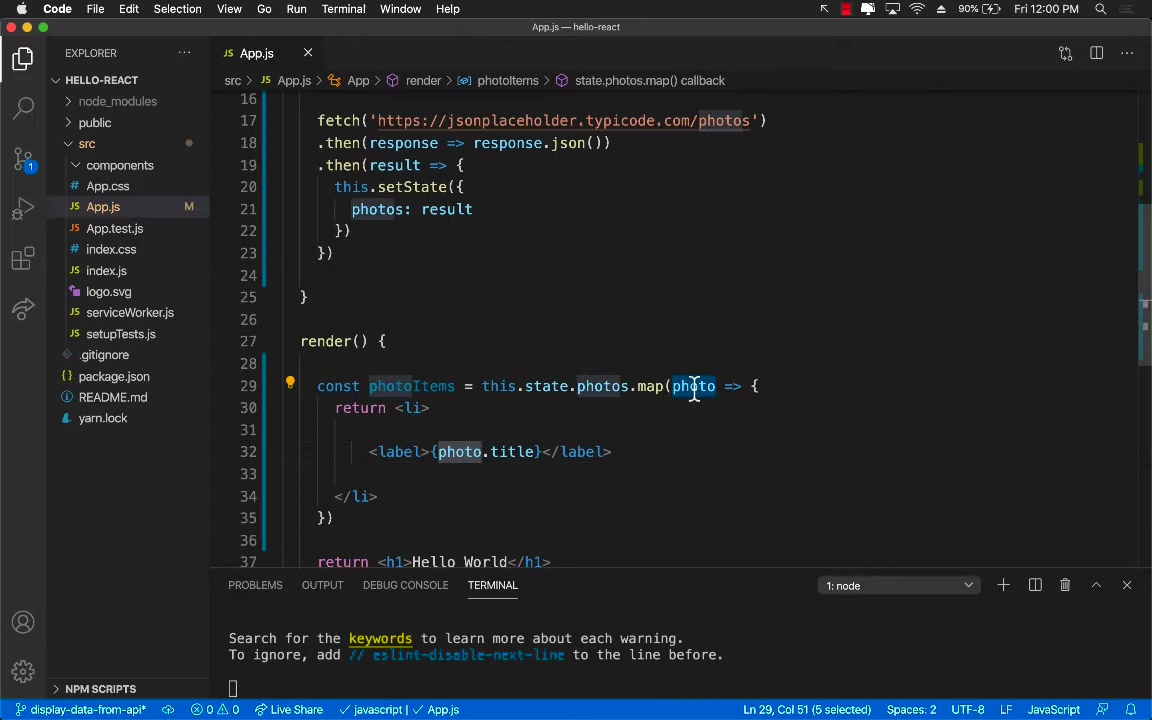 Code File Edit Selection View Go Run Terminal Window Help 90% Fri 12:00 PM
App.js — hello-react
EXPLORER
HELLO-REACT
node_modules
public
src
components
# App.css
JS App.js M
JS App.test.js
# index.css
JS index.js
logo.svg
JS serviceWorker.js
JS setupTests.js
.gitignore
package.json
README.md
yarn.lock
NPM SCRIPTS
1
JS App.js
src > JS App.js > App > render > photoItems > state.photos.map() callback
16
17 fetch('https://jsonplaceholder.typicode.com/photos')
18 .then(response => response.json())
19 .then(result => {
20 this.setState({
21 photos: result
22 })
23 })
24
25 }
26
27 render() {
28
29 const photoItems = this.state.photos.map(photo => {
30 return <li>
31
32 <label>{photo.title}</label>
33
34 </li>
35 })
36
37 return <h1>Hello World</h1>
PROBLEMS OUTPUT DEBUG CONSOLE TERMINAL 1: node
Search for the keywords to learn more about each warning.
To ignore, add // eslint-disable-next-line to the line before.
display-data-from-api* 0 0 Live Share javascript | App.js Ln 29, Col 51 (5 selected) Spaces: 2 UTF-8 LF JavaScript